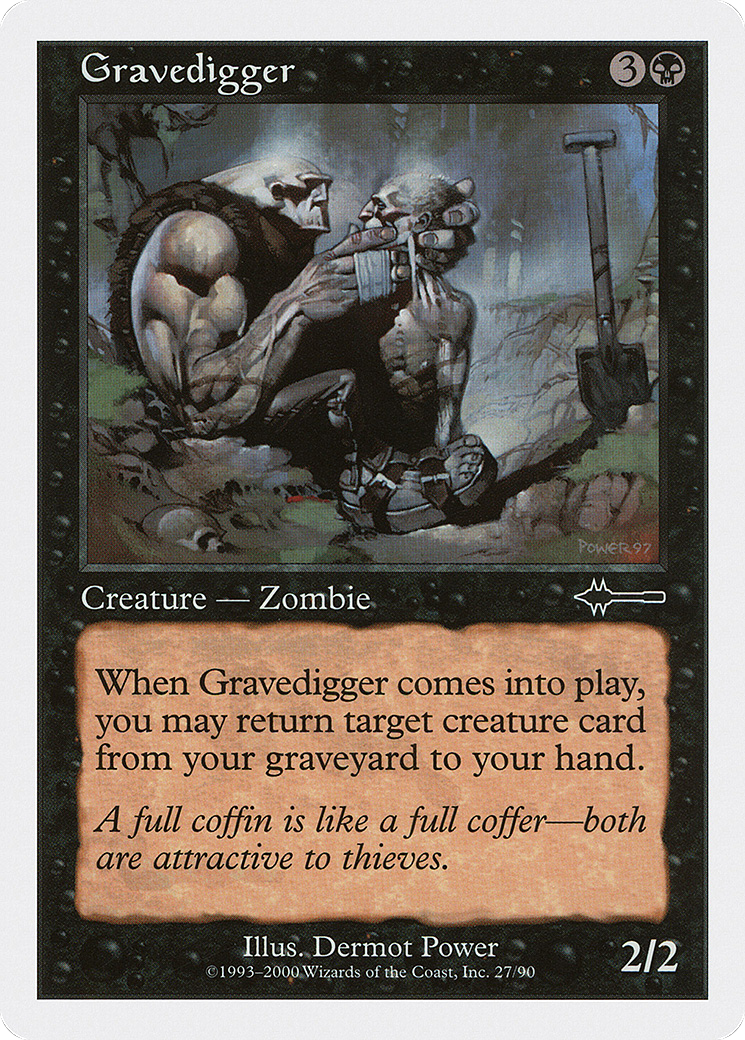 Gravedigger 3
POWER 97
Creature — Zombie
When Gravedigger comes into play,
you may return target creature card
from your graveyard to your hand.
A full coffin is like a full coffer—both
are attractive to thieves.
Illus. Dermot Power
©1993–2000 Wizards of the Coast, Inc. 27/90
2/2